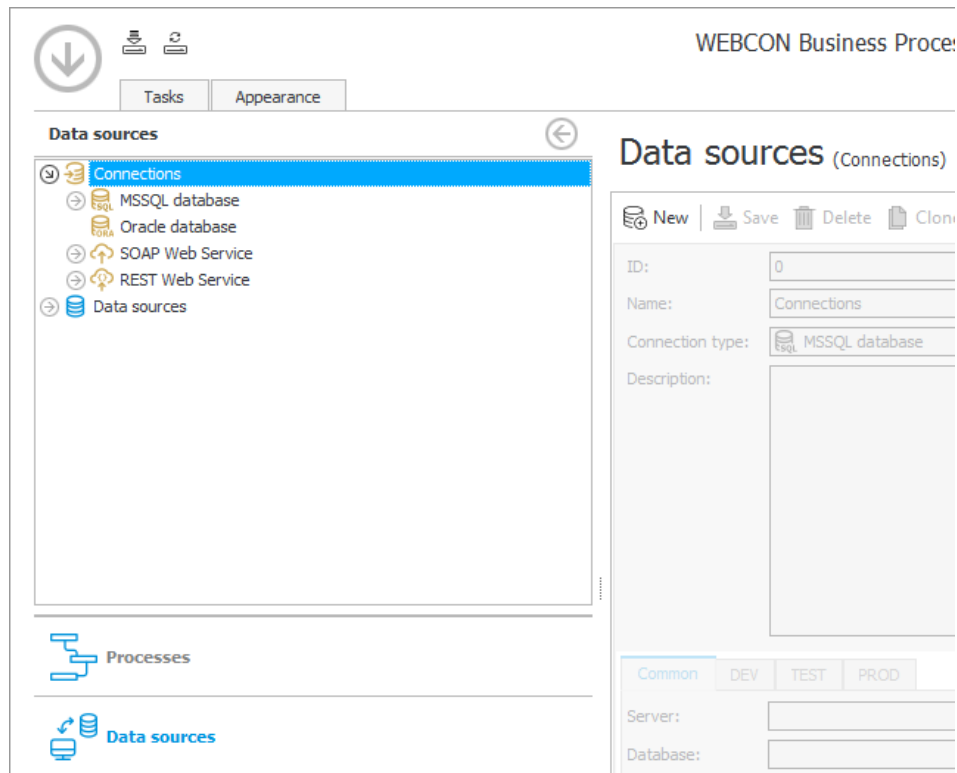 WEBCON Business Proces
Tasks
Appearance
Data sources
Connections
MSSQL database
Oracle database
SOAP Web Service
REST Web Service
Data sources
Processes
Data sources
Data sources (Connections)
New Save Delete Clone
ID: 0
Name: Connections
Connection type: MSSQL database
Description:
Common DEV TEST PROD
Server:
Database: